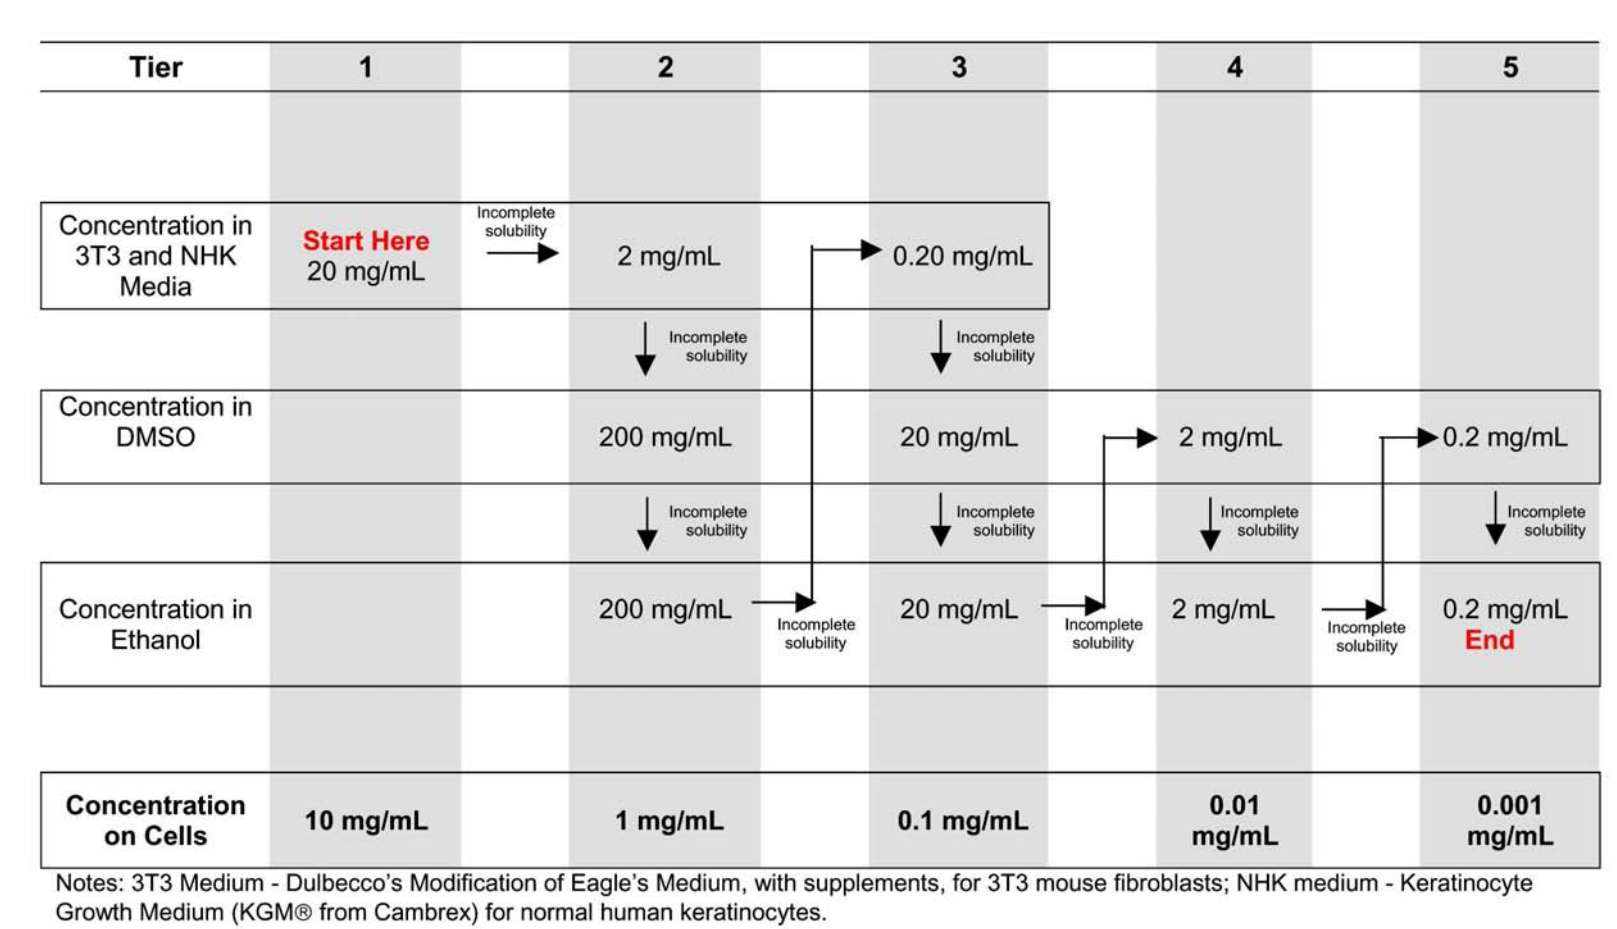 Tier 1 2 3 4 5
Concentration in
3T3 and NHK
Media
Start Here
20 mg/mL
Incomplete
solubility
2 mg/mL
0.20 mg/mL
Incomplete
solubility
Incomplete
solubility
Concentration in
DMSO
200 mg/mL
20 mg/mL
2 mg/mL
0.2 mg/mL
Incomplete
solubility
Incomplete
solubility
Incomplete
solubility
Incomplete
solubility
Concentration in
Ethanol
200 mg/mL
Incomplete
solubility
20 mg/mL
Incomplete
solubility
2 mg/mL
Incomplete
solubility
0.2 mg/mL
End
Concentration
on Cells
10 mg/mL
1 mg/mL
0.1 mg/mL
0.01
mg/mL
0.001
mg/mL
Notes: 3T3 Medium - Dulbecco's Modification of Eagle's Medium, with supplements, for 3T3 mouse fibroblasts; NHK medium - Keratinocyte
Growth Medium (KGM® from Cambrex) for normal human keratinocytes.